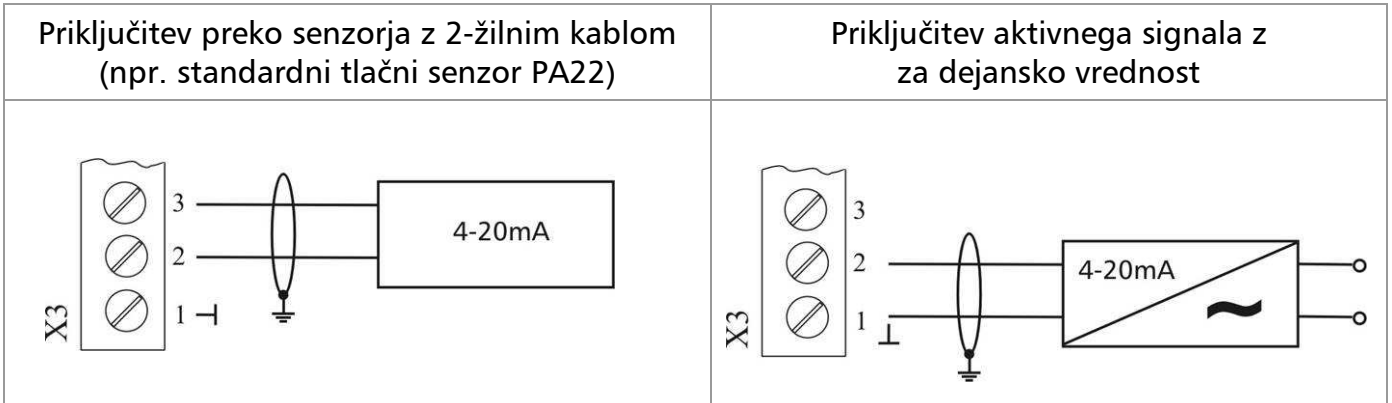 Priključitev preko senzorja z 2-žilnim kablom
(npr. standardni tlačni senzor PA22)
Priključitev aktivnega signala z
za dejansko vrednost
3
2
1
X3
4-20mA
3
2
1
X3
4-20mA